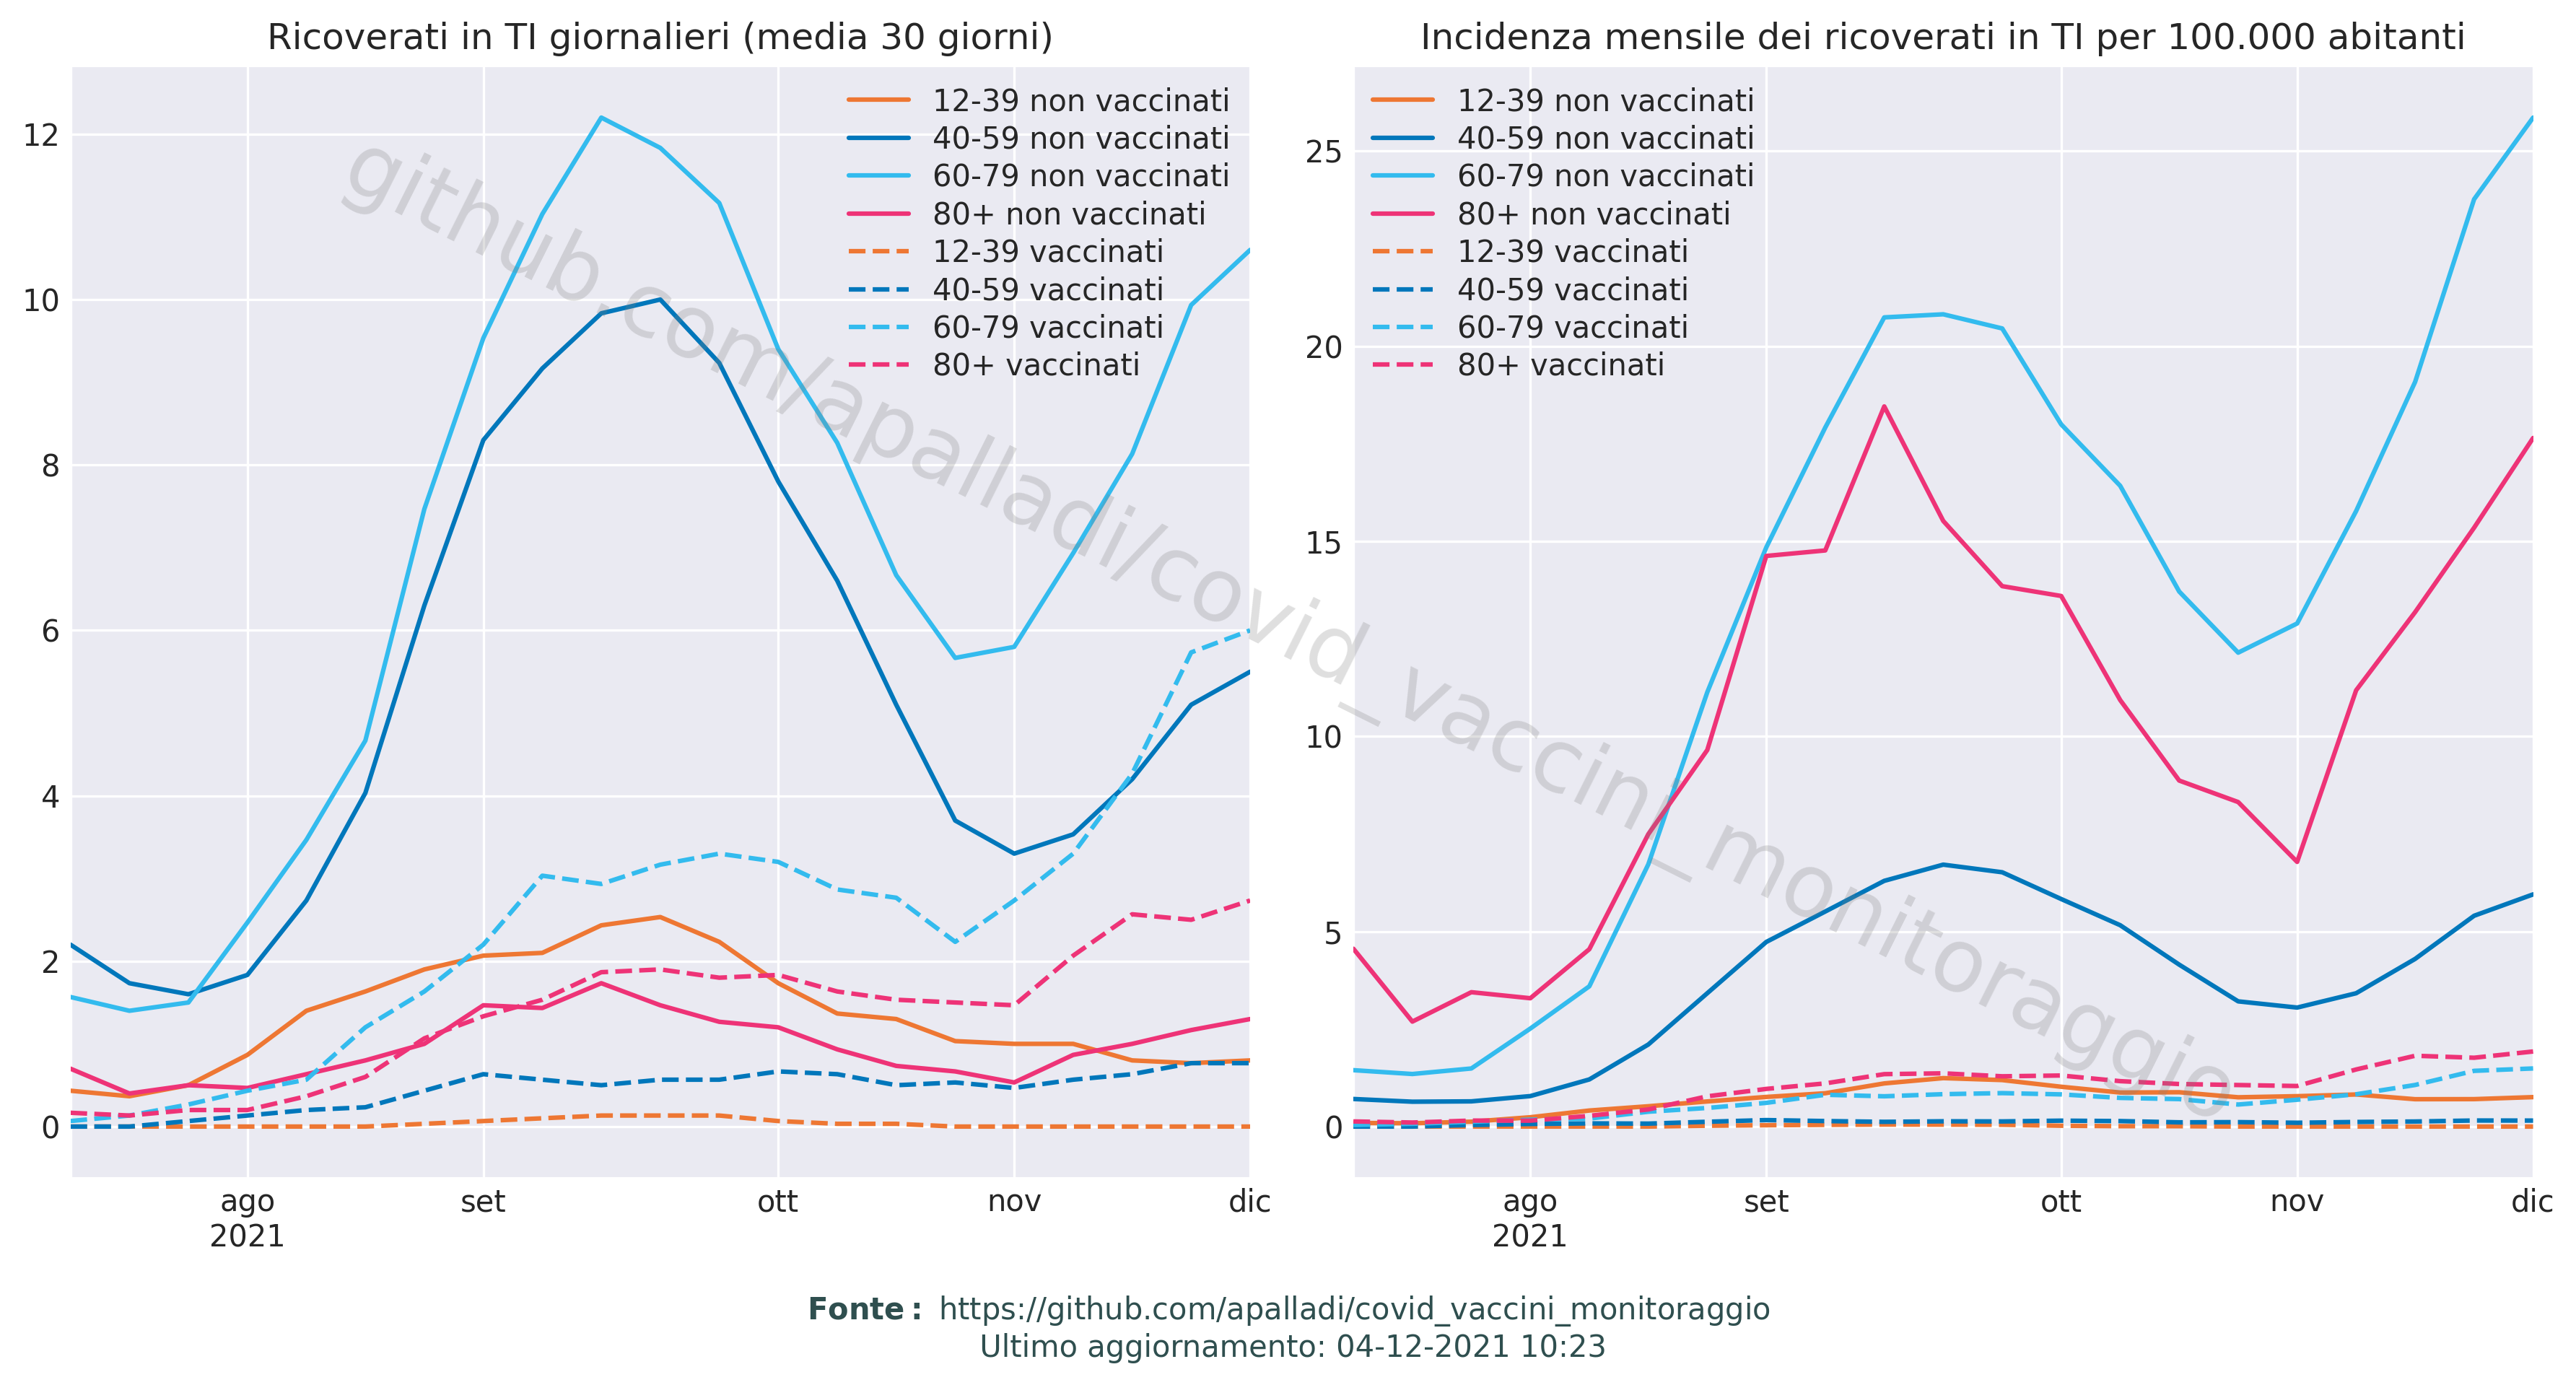 Ricoverati in TI giornalieri (media 30 giorni)
12
10
8
6
4
2
0
12-39 non vaccinati
40-59 non vaccinati
60-79 non vaccinati
80+ non vaccinati
12-39 vaccinati
40-59 vaccinati
60-79 vaccinati
80+ vaccinati
ago
2021
set
ott
nov
dic
Incidenza mensile dei ricoverati in TI per 100.000 abitanti
25
20
15
10
5
0
12-39 non vaccinati
40-59 non vaccinati
60-79 non vaccinati
80+ non vaccinati
12-39 vaccinati
40-59 vaccinati
60-79 vaccinati
80+ vaccinati
ago
2021
set
ott
nov
dic
github.com/apalladi/covid_vaccini_monitoraggio
Fonte: https://github.com/apalladi/covid_vaccini_monitoraggio
Ultimo aggiornamento: 04-12-2021 10:23